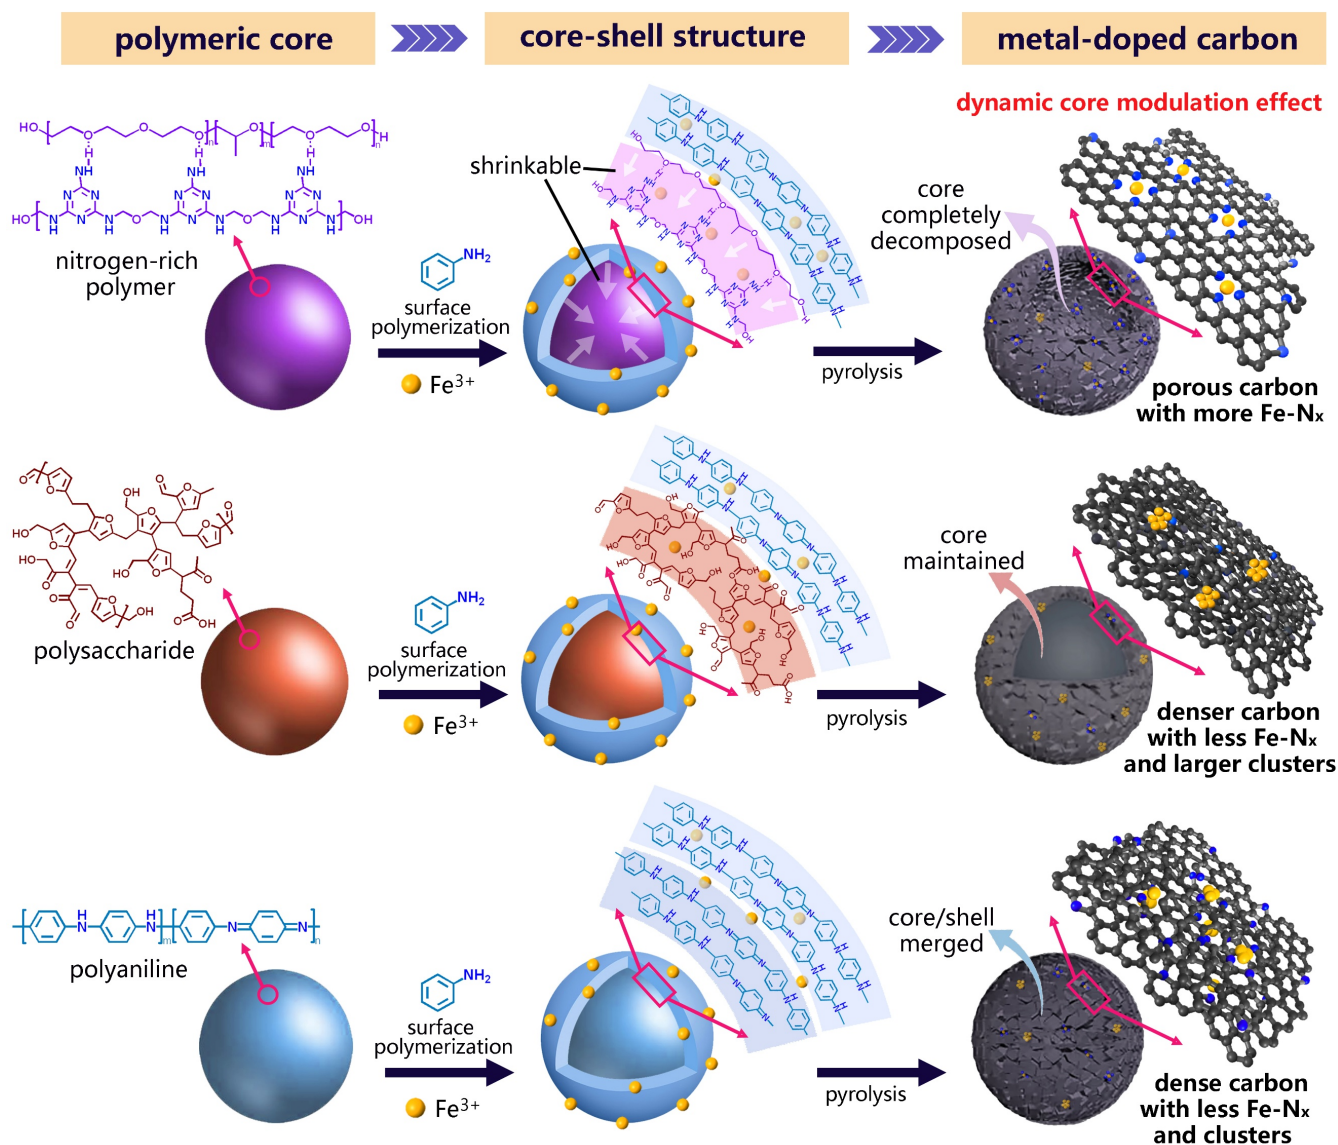 polymeric core
core-shell structure
metal-doped carbon
dynamic core modulation effect
nitrogen-rich
polymer
NH₂
surface
polymerization
Fe³⁺
shrinkable
pyrolysis
core
completely
decomposed
porous carbon
with more Fe-Nₓ
polysaccharide
NH₂
surface
polymerization
Fe³⁺
pyrolysis
core
maintained
denser carbon
with less Fe-Nₓ
and larger clusters
polyaniline
NH₂
surface
polymerization
Fe³⁺
pyrolysis
core/shell
merged
dense carbon
with less Fe-Nₓ
and clusters